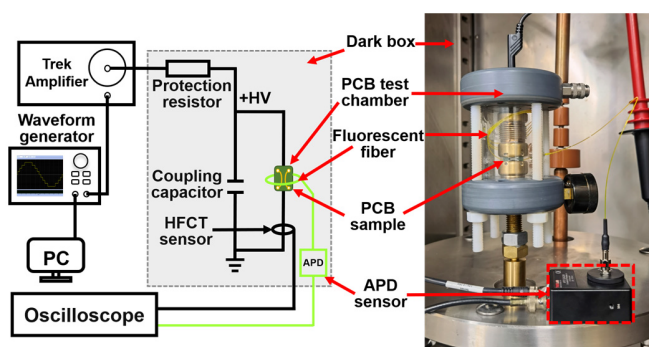 Trek
Amplifier
Waveform
generator
PC
Oscilloscope
Protection
resistor
+HV
Coupling
capacitor
HFCT
sensor
APD
Dark box
PCB test
chamber
Fluorescent
fiber
PCB
sample
APD
sensor